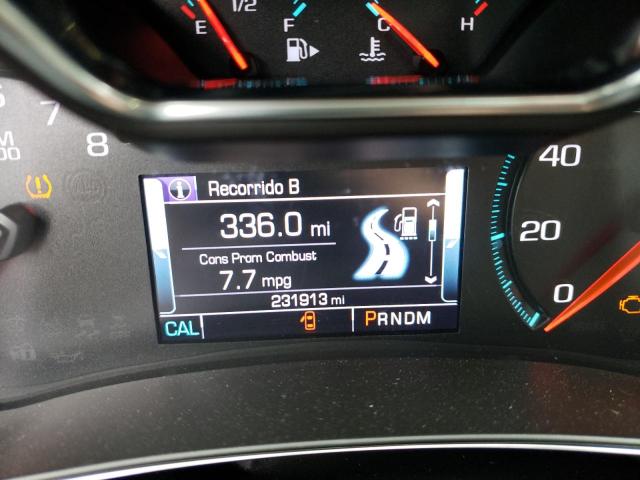 1/2
E F C H
6
7
8
40
20
0
Recorrido B
336.0 mi
Cons Prom Combust
7.7 mpg
231913 mi
CAL PRNDM